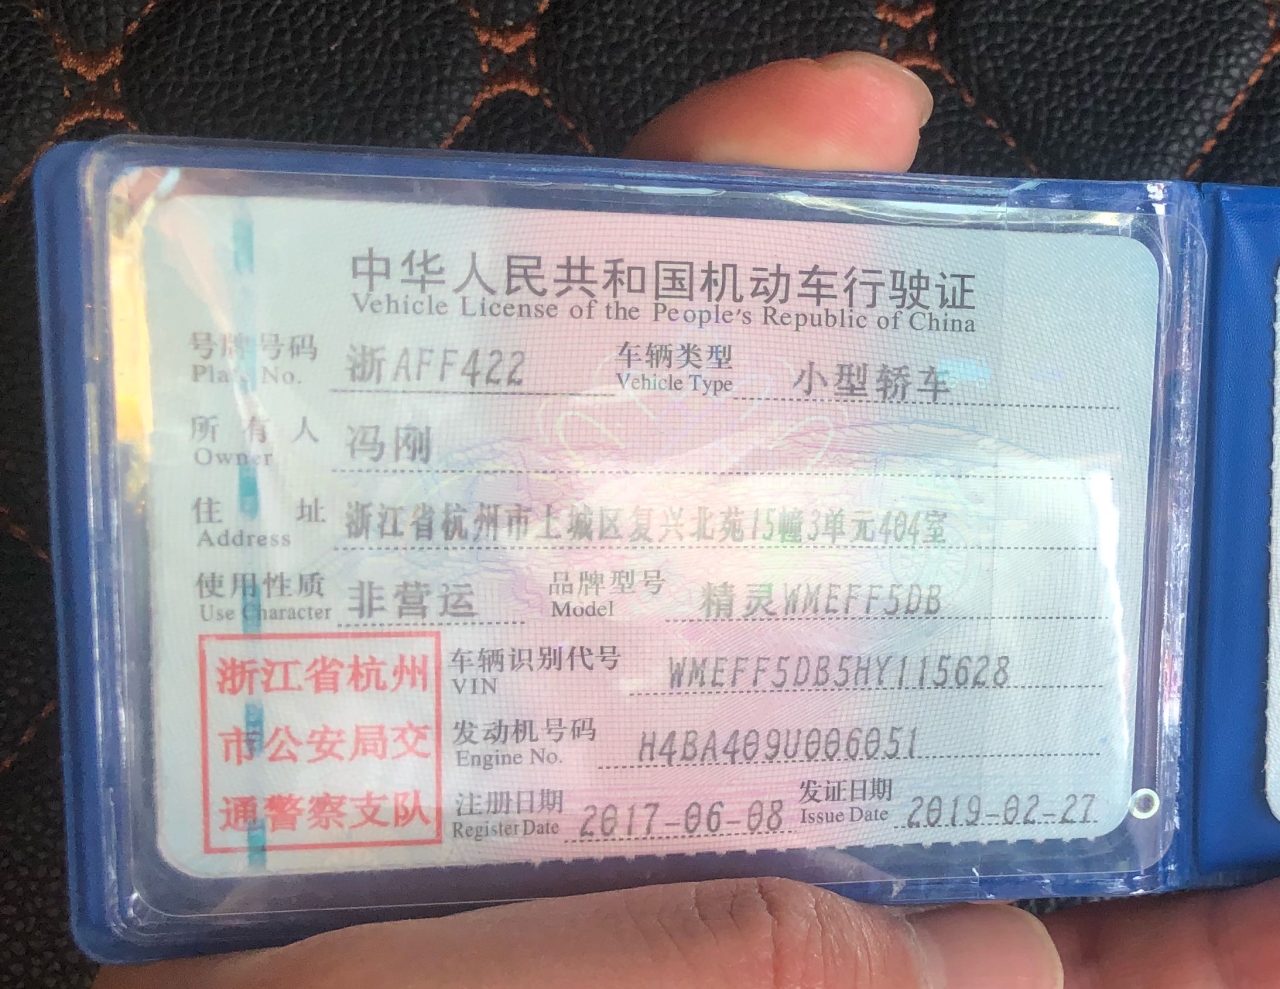 中华人民共和国机动车行驶证
Vehicle License of the People's Republic of China
号牌号码 浙AFF422 车辆类型 小型轿车
Plate No. Vehicle Type
所有人 冯刚
Owner
住址 浙江省杭州市上城区复兴北苑15幢3单元404室
Address
使用性质 非营运 品牌型号 精灵WMEFF5DB
Use Character Model
浙江省杭州
市公安局交
通警察支队
车辆识别代号 WMEFF5DB5HY115628
VIN
发动机号码 H4BA409U006051
Engine No.
注册日期 2017-06-08 发证日期 2019-02-27
Register Date Issue Date